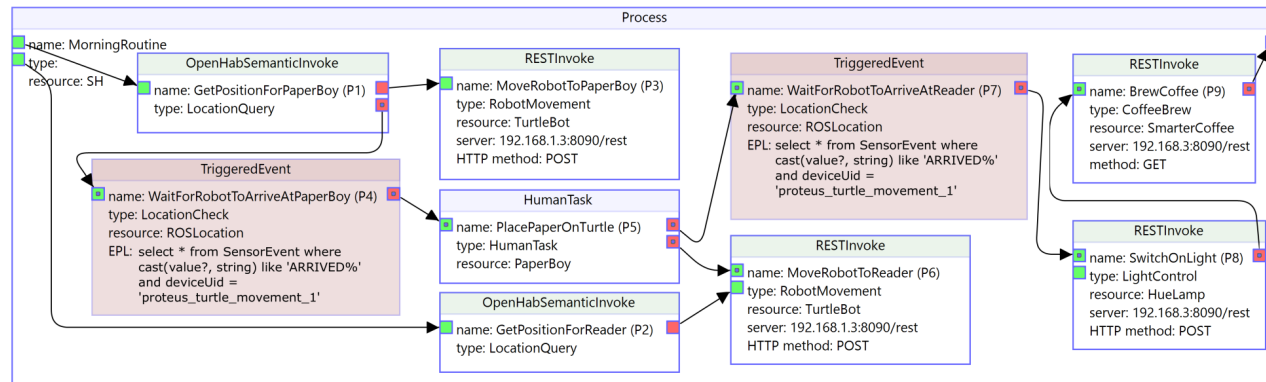 Process
name: MorningRoutine
type:
resource: SH
OpenHabSemanticInvoke
name: GetPositionForPaperBoy (P1)
type: LocationQuery
RESTInvoke
name: MoveRobotToPaperBoy (P3)
type: RobotMovement
resource: TurtleBot
server: 192.168.1.3:8090/rest
HTTP method: POST
TriggeredEvent
name: WaitForRobotToArriveAtReader (P7)
type: LocationCheck
resource: ROSLocation
EPL: select * from SensorEvent where
cast(value?, string) like 'ARRIVED%'
and deviceUid =
'proteus_turtle_movement_1'
RESTInvoke
name: BrewCoffee (P9)
type: CoffeeBrew
resource: SmarterCoffee
server: 192.168.3:8090/rest
method: GET
TriggeredEvent
name: WaitForRobotToArriveAtPaperBoy (P4)
type: LocationCheck
resource: ROSLocation
EPL: select * from SensorEvent where
cast(value?, string) like 'ARRIVED%'
and deviceUid =
'proteus_turtle_movement_1'
HumanTask
name: PlacePaperOnTurtle (P5)
type: HumanTask
resource: PaperBoy
OpenHabSemanticInvoke
name: GetPositionForReader (P2)
type: LocationQuery
RESTInvoke
name: MoveRobotToReader (P6)
type: RobotMovement
resource: TurtleBot
server: 192.168.1.3:8090/rest
HTTP method: POST
RESTInvoke
name: SwitchOnLight (P8)
type: LightControl
resource: HueLamp
server: 192.168.1.3:8090/rest
HTTP method: POST